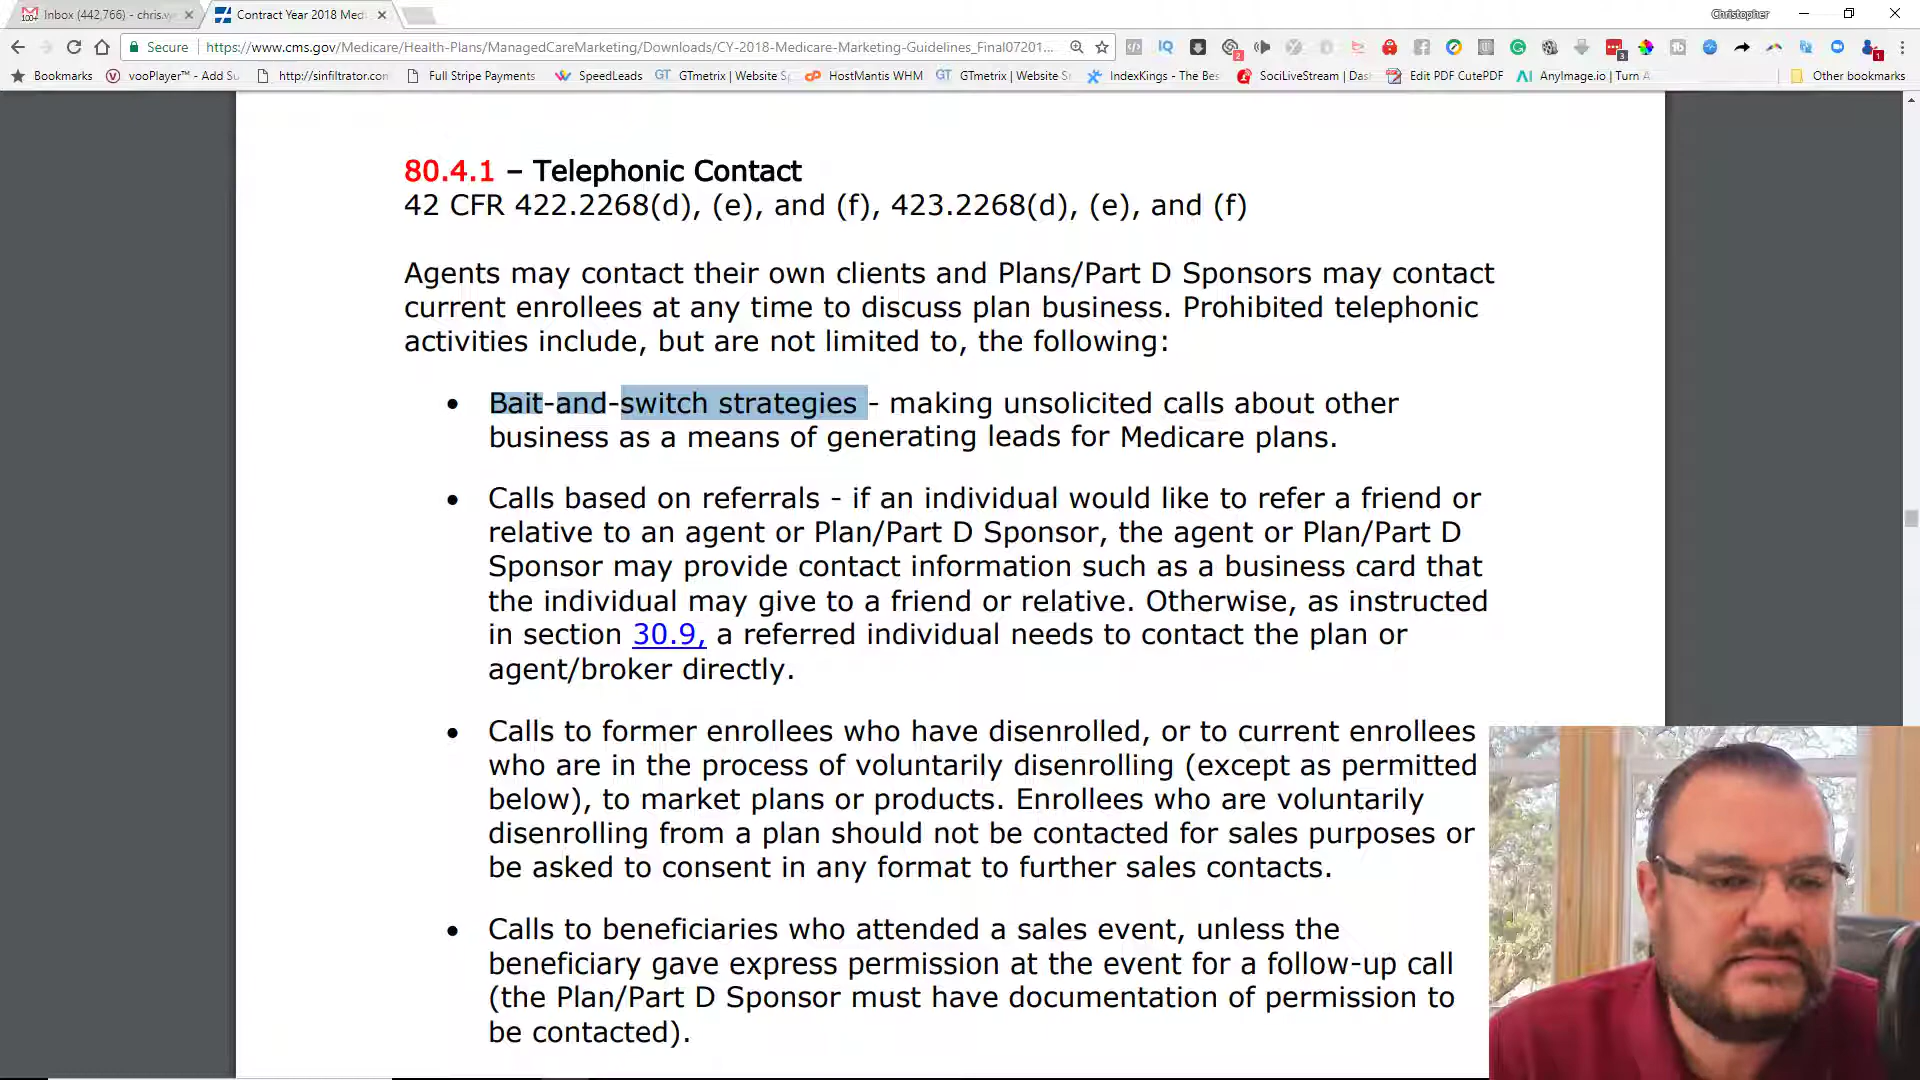 Inbox (442,766) - chris.w
Contract Year 2018 Med
Christopher
Secure
https://www.cms.gov/Medicare/Health-Plans/ManagedCareMarketing/Downloads/CY-2018-Medicare-Marketing-Guidelines_Final07201...
Bookmarks
vooPlayer™ - Add Su
http://sinfiltrator.con
Full Stripe Payments
SpeedLeads
GTmetrix | Website S
HostMantis WHM
GTmetrix | Website S
IndexKings - The Bes
SociLiveStream | Das
Edit PDF CutePDF
AnyImage.io | Turn A
Other bookmarks
80.4.1 – Telephonic Contact
42 CFR 422.2268(d), (e), and (f), 423.2268(d), (e), and (f)
Agents may contact their own clients and Plans/Part D Sponsors may contact
current enrollees at any time to discuss plan business. Prohibited telephonic
activities include, but are not limited to, the following:
• Bait-and-switch strategies - making unsolicited calls about other
business as a means of generating leads for Medicare plans.
• Calls based on referrals - if an individual would like to refer a friend or
relative to an agent or Plan/Part D Sponsor, the agent or Plan/Part D
Sponsor may provide contact information such as a business card that
the individual may give to a friend or relative. Otherwise, as instructed
in section 30.9, a referred individual needs to contact the plan or
agent/broker directly.
• Calls to former enrollees who have disenrolled, or to current enrollees
who are in the process of voluntarily disenrolling (except as permitted
below), to market plans or products. Enrollees who are voluntarily
disenrolling from a plan should not be contacted for sales purposes or
be asked to consent in any format to further sales contacts.
• Calls to beneficiaries who attended a sales event, unless the
beneficiary gave express permission at the event for a follow-up call
(the Plan/Part D Sponsor must have documentation of permission to
be contacted).